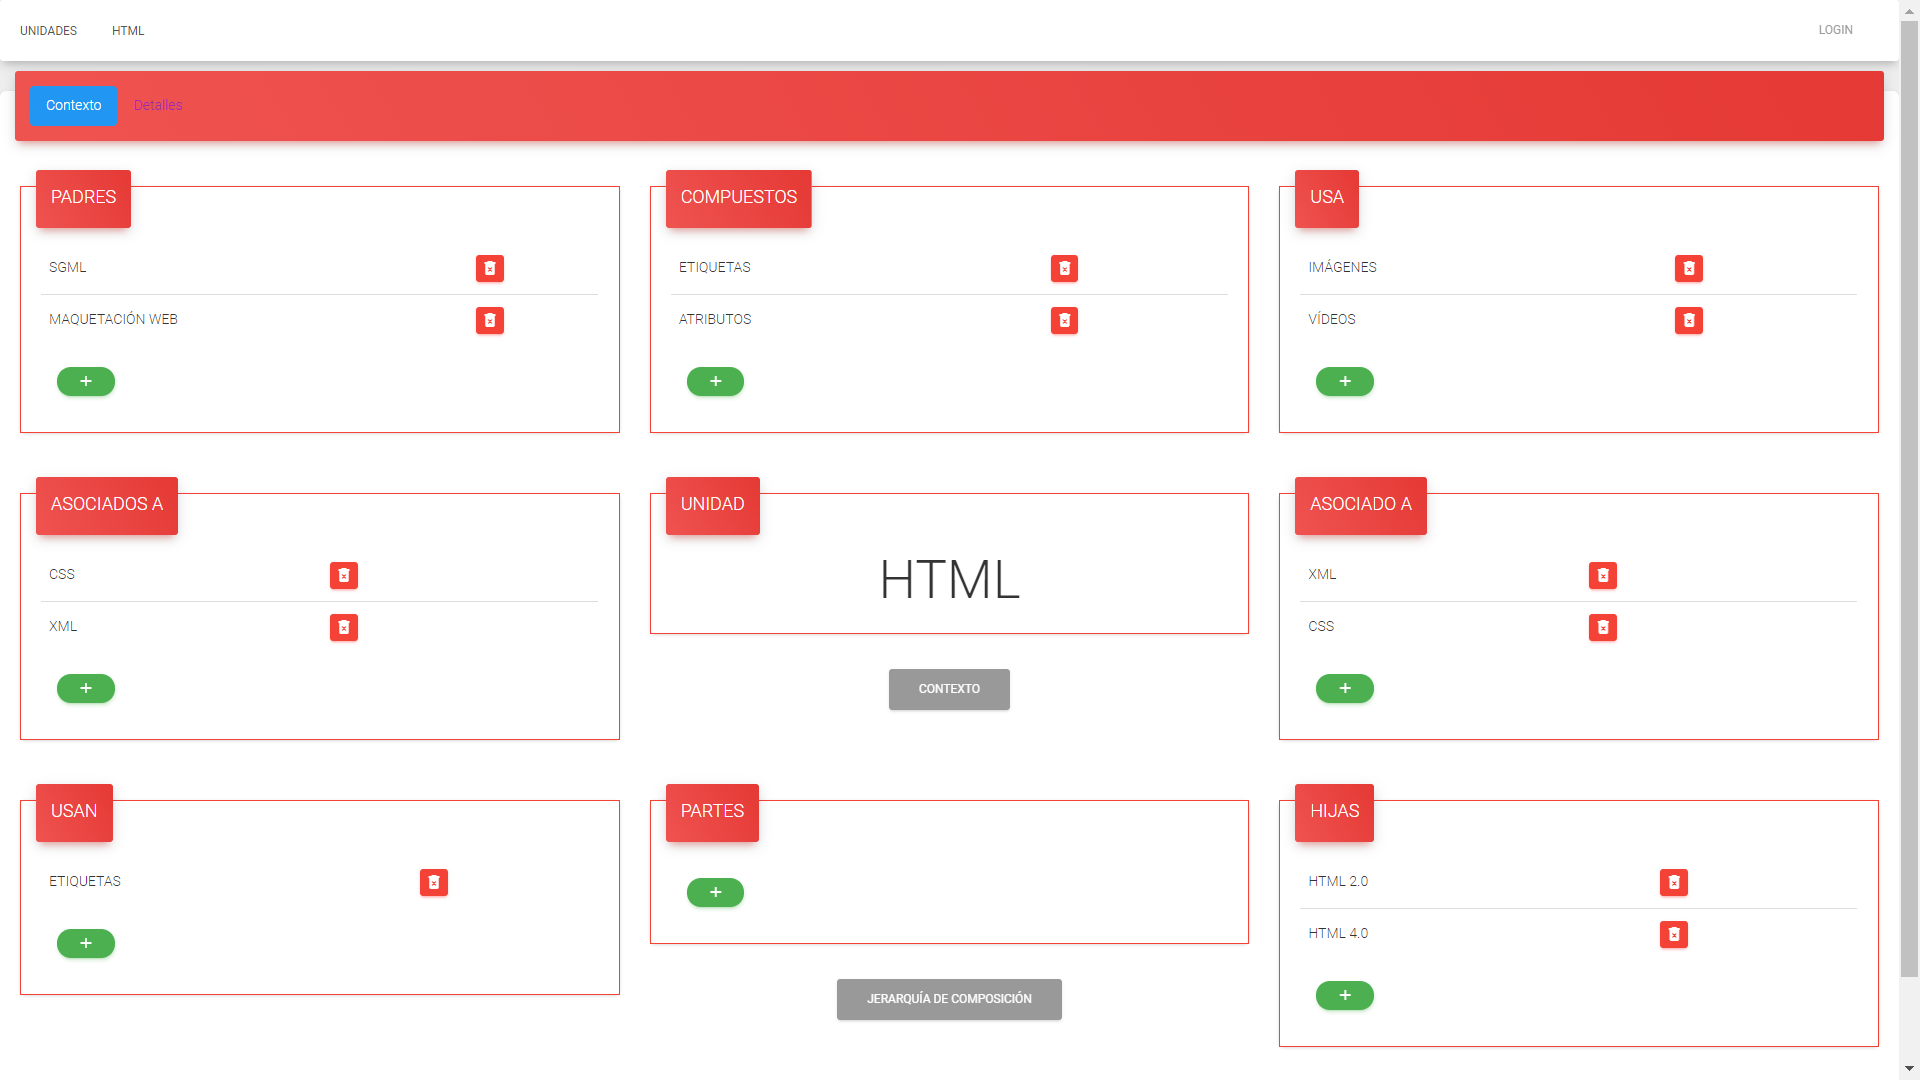 UNIDADES HTML LOGIN
Contexto Detalles
PADRES
SGML
MAQUETACIÓN WEB
+
COMPUESTOS
ETIQUETAS
ATRIBUTOS
+
USA
IMÁGENES
VÍDEOS
+
ASOCIADOS A
CSS
XML
+
UNIDAD
HTML
CONTEXTO
ASOCIADO A
XML
CSS
+
USAN
ETIQUETAS
+
PARTES
+
JERARQUÍA DE COMPOSICIÓN
HIJAS
HTML 2.0
HTML 4.0
+